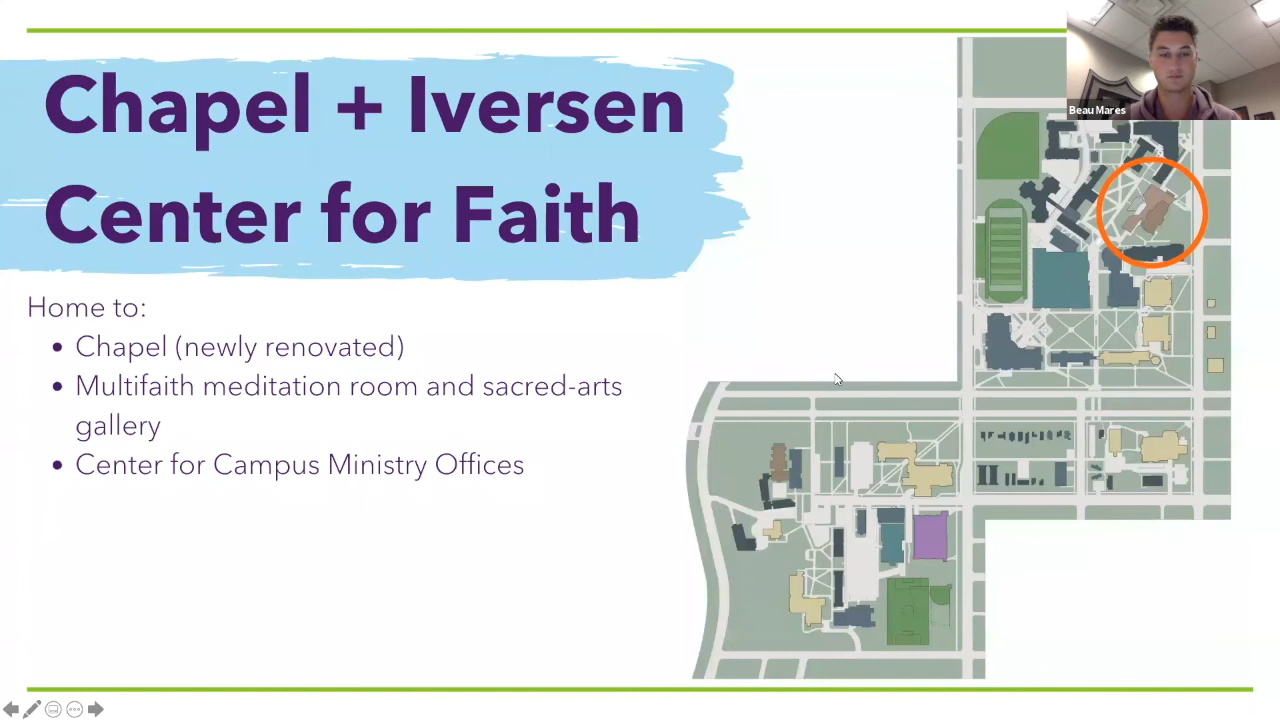 Chapel + Iversen
Center for Faith
Beau Mares
Home to:
• Chapel (newly renovated)
• Multifaith meditation room and sacred-arts
gallery
• Center for Campus Ministry Offices